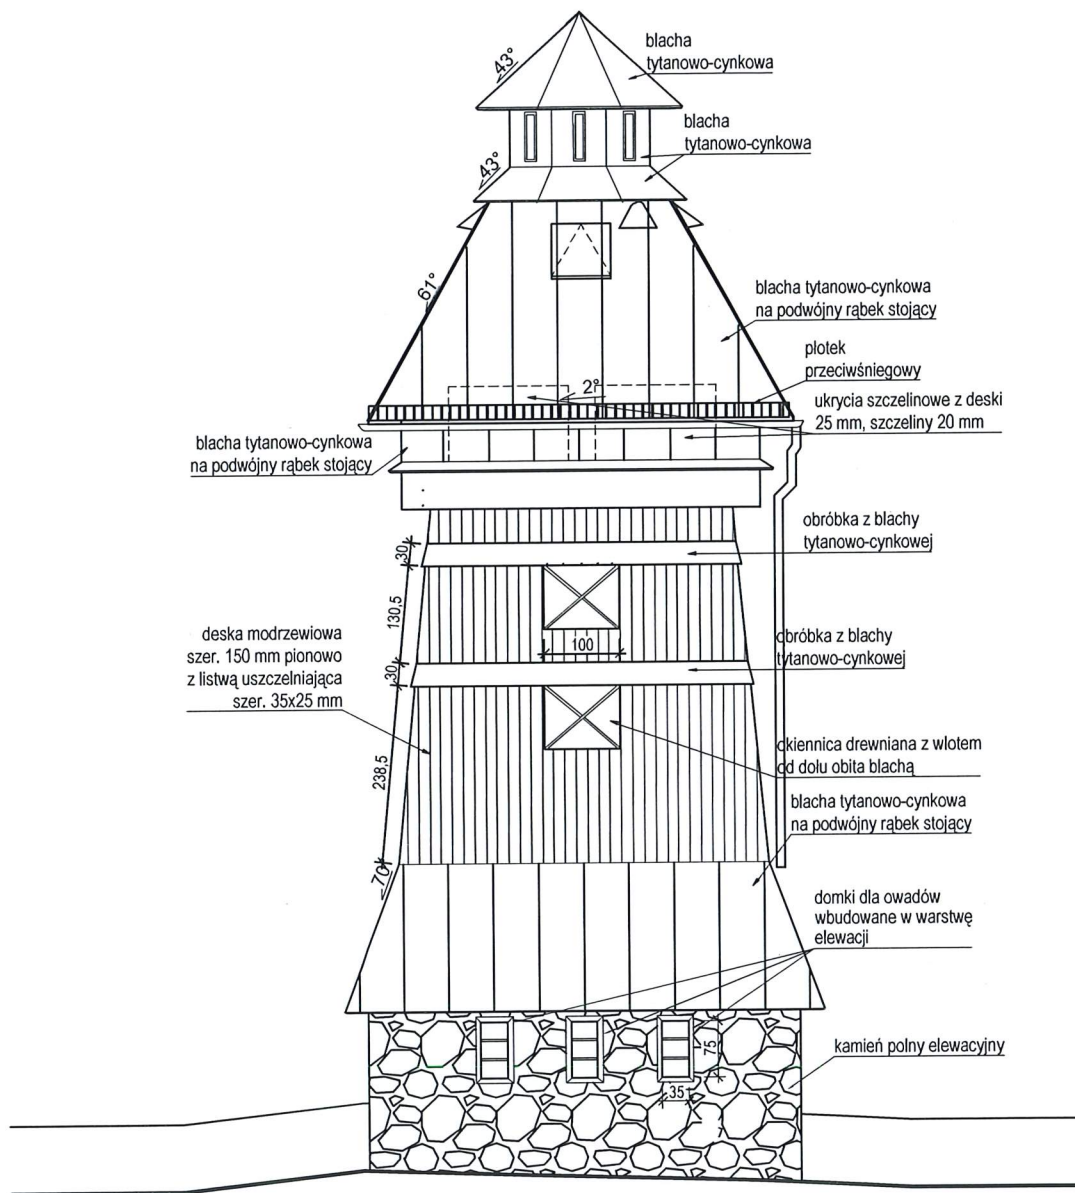 blacha
tytanowo-cynkowa
43°
blacha
tytanowo-cynkowa
43°
61°
blacha tytanowo-cynkowa
na podwójny rąbek stojący
płotek
przeciwśniegowy
2°
ukrycia szczelinowe z deski
25 mm, szczeliny 20 mm
blacha tytanowo-cynkowa
na podwójny rąbek stojący
obróbka z blachy
tytanowo-cynkowej
30
130,5
deska modrzewiowa
szer. 150 mm pionowo
z listwą uszczelniająca
szer. 35x25 mm
100
obróbka z blachy
tytanowo-cynkowej
30
238,5
okiennica drewniana z wlotem
od dołu obita blachą
blacha tytanowo-cynkowa
na podwójny rąbek stojący
70°
domki dla owadów
wbudowane w warstwę
elewacji
75
kamień polny elewacyjny
35